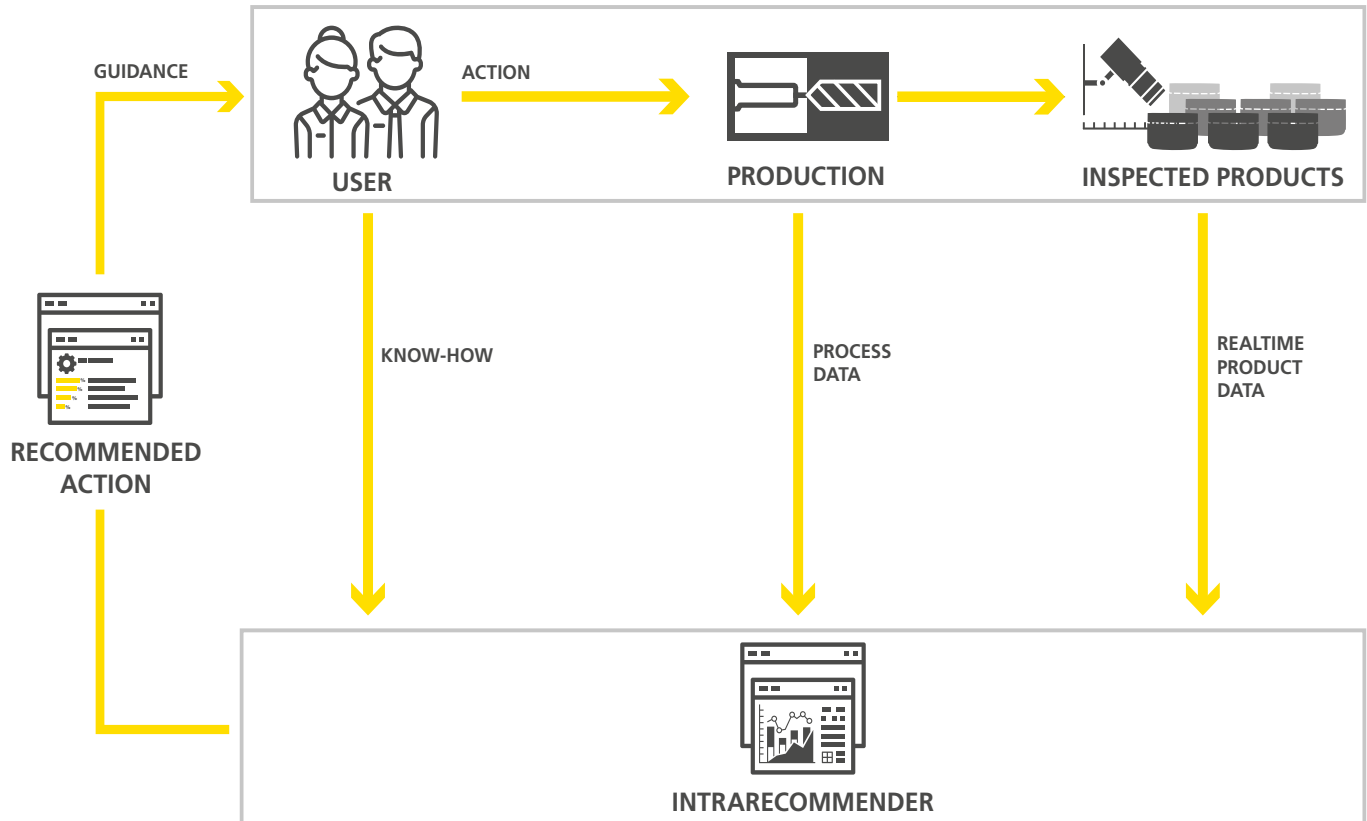 GUIDANCE
ACTION
USER
PRODUCTION
INSPECTED PRODUCTS
KNOW-HOW
PROCESS
DATA
REALTIME
PRODUCT
DATA
RECOMMENDED
ACTION
INTRARECOMMENDER